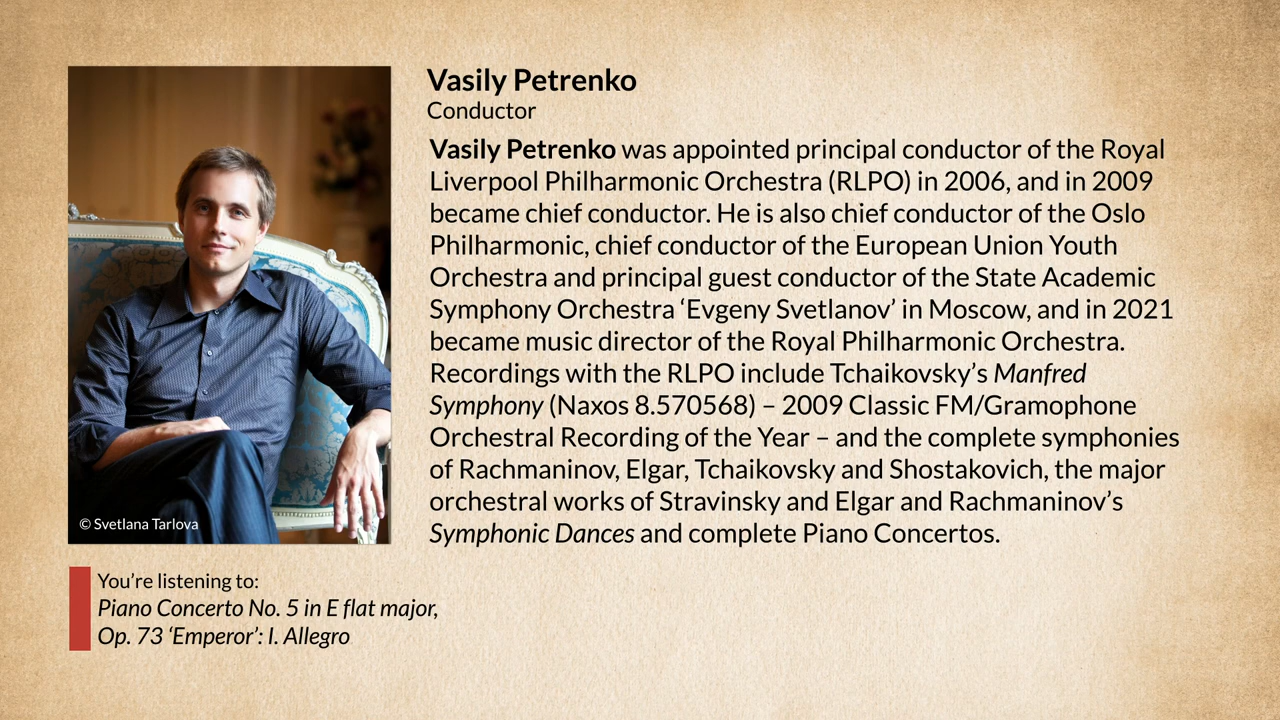 Vasily Petrenko
Conductor
Vasily Petrenko was appointed principal conductor of the Royal
Liverpool Philharmonic Orchestra (RLPO) in 2006, and in 2009
became chief conductor. He is also chief conductor of the Oslo
Philharmonic, chief conductor of the European Union Youth
Orchestra and principal guest conductor of the State Academic
Symphony Orchestra ‘Evgeny Svetlanov’ in Moscow, and in 2021
became music director of the Royal Philharmonic Orchestra.
Recordings with the RLPO include Tchaikovsky’s Manfred
Symphony (Naxos 8.570568) – 2009 Classic FM/Gramophone
Orchestral Recording of the Year – and the complete symphonies
of Rachmaninov, Elgar, Tchaikovsky and Shostakovich, the major
orchestral works of Stravinsky and Elgar and Rachmaninov’s
Symphonic Dances and complete Piano Concertos.
© Svetlana Tarlova
You’re listening to:
Piano Concerto No. 5 in E flat major,
Op. 73 ‘Emperor’: I. Allegro